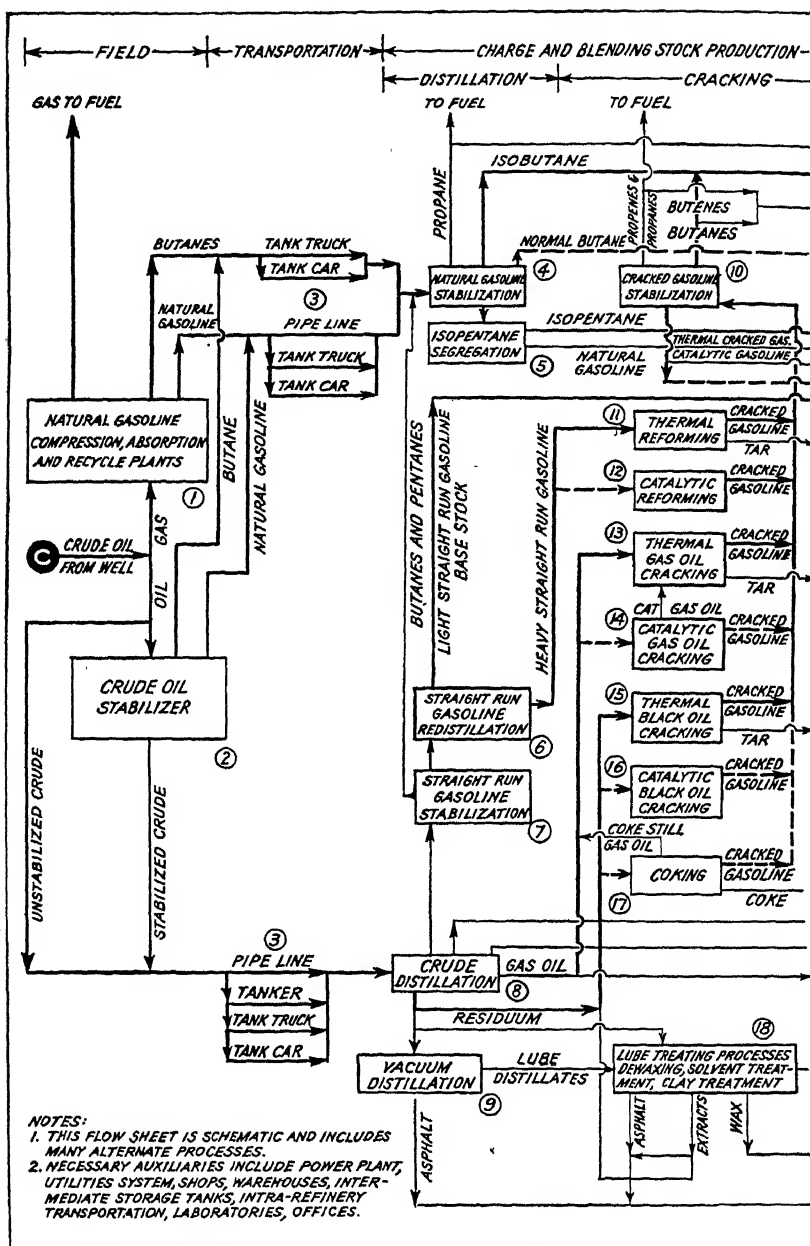 FIELD
TRANSPORTATION
CHARGE AND BLENDING STOCK PRODUCTION
DISTILLATION
CRACKING
GAS TO FUEL
TO FUEL
TO FUEL
PROPANE
ISOBUTANE
PROPENES &
PROPANES
BUTENES
BUTANES
BUTANES
TANK TRUCK
TANK CAR
NORMAL BUTANE
3
NATURAL GASOLINE
STABILIZATION
4
CRACKED GASOLINE
STABILIZATION
10
NATURAL
GASOLINE
PIPE LINE
TANK TRUCK
TANK CAR
ISOPENTANE
SEGREGATION
5
ISOPENTANE
NATURAL
GASOLINE
THERMAL CRACKED GAS.
CATALYTIC GASOLINE
NATURAL GASOLINE
COMPRESSION, ABSORPTION
AND RECYCLE PLANTS
1
BUTANE
NATURAL GASOLINE
BUTANES AND PENTANES
LIGHT STRAIGHT RUN GASOLINE
BASE STOCK
HEAVY STRAIGHT RUN GASOLINE
11
THERMAL
REFORMING
CRACKED
GASOLINE
TAR
12
CATALYTIC
REFORMING
CRACKED
GASOLINE
C
CRUDE OIL
FROM WELL
GAS
OIL
13
THERMAL
GAS OIL
CRACKING
CRACKED
GASOLINE
TAR
CAT GAS OIL
14
CATALYTIC
GAS OIL
CRACKING
CRACKED
GASOLINE
CRUDE OIL
STABILIZER
2
STRAIGHT RUN
GASOLINE
REDISTILLATION
6
15
THERMAL
BLACK OIL
CRACKING
CRACKED
GASOLINE
TAR
STRAIGHT RUN
GASOLINE
STABILIZATION
7
16
CATALYTIC
BLACK OIL
CRACKING
CRACKED
GASOLINE
COKE STILL
GAS OIL
17
COKING
CRACKED
GASOLINE
COKE
UNSTABILIZED CRUDE
STABILIZED CRUDE
3
PIPE LINE
TANKER
TANK TRUCK
TANK CAR
CRUDE
DISTILLATION
8
GAS OIL
RESIDUUM
VACUUM
DISTILLATION
9
LUBE
DISTILLATES
18
LUBE TREATING PROCESSES
DEWAXING, SOLVENT TREAT-
MENT, CLAY TREATMENT
ASPHALT
ASPHALT
EXTRACTS
WAX
NOTES:
1. THIS FLOW SHEET IS SCHEMATIC AND INCLUDES
MANY ALTERNATE PROCESSES.
2. NECESSARY AUXILIARIES INCLUDE POWER PLANT,
UTILITIES SYSTEM, SHOPS, WAREHOUSES, INTER-
MEDIATE STORAGE TANKS, INTRA-REFINERY
TRANSPORTATION, LABORATORIES, OFFICES.